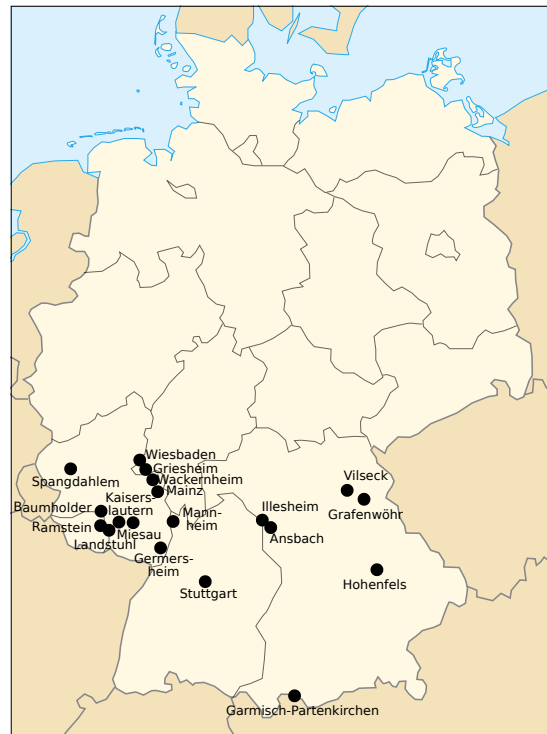 Wiesbaden
Griesheim
Spangdahlem
Wackernheim
Mainz
Vilseck
Grafenwöhr
Kaisers-
lautern
Baumholder
Ramstein
Miesau
Landstuhl
Mann-
heim
Illesheim
Ansbach
Germers-
heim
Hohenfels
Stuttgart
Garmisch-Partenkirchen